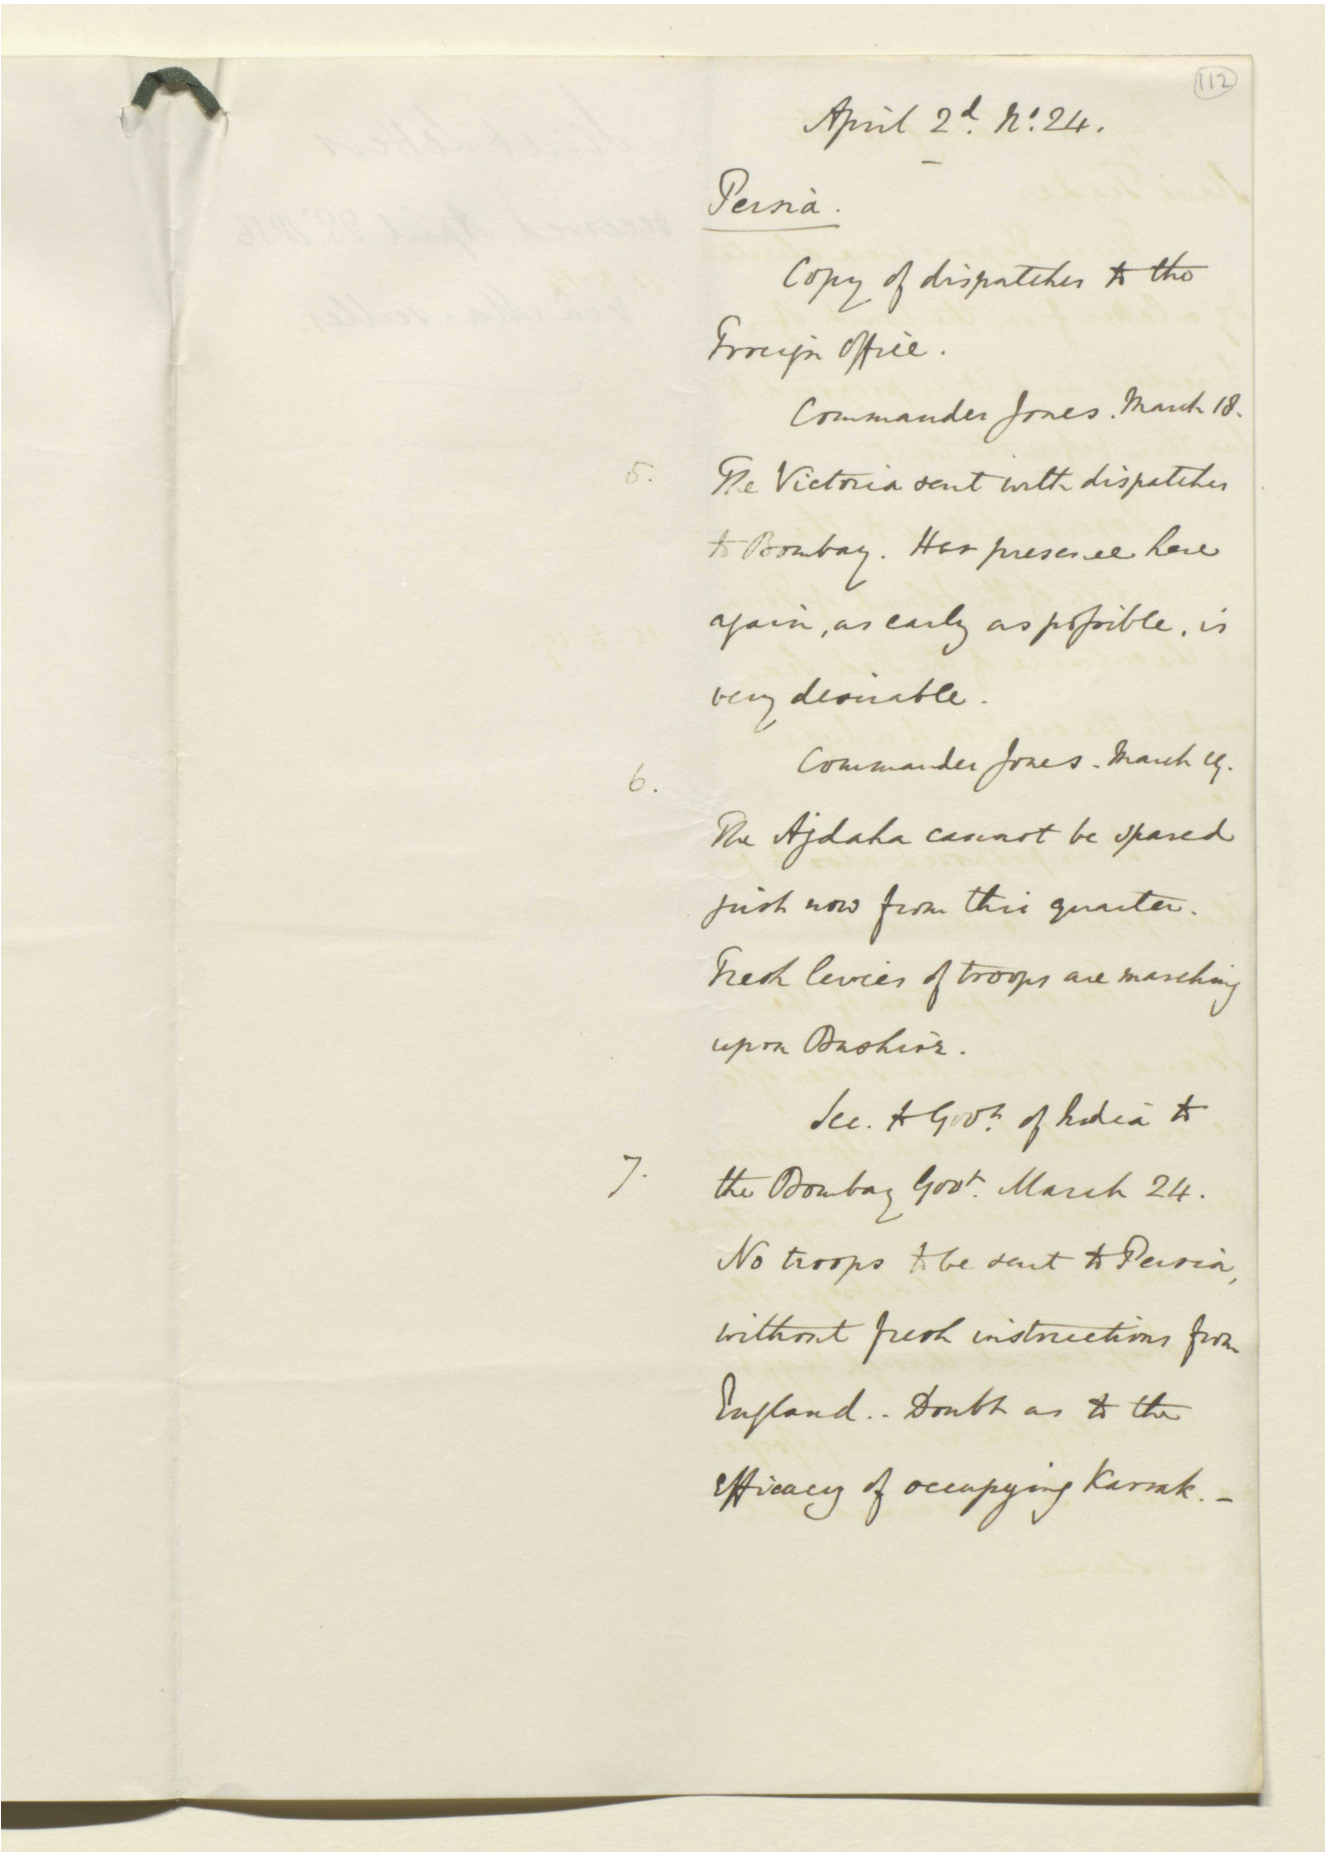 112
April 2d. No. 24.
Persia.
Copy of dispatches to the
Foreign Office.
Commander Jones. March 18.
5. The Victoria sent with dispatches
to Bombay. Her presence here
again, as early as possible, is
very desirable.
Commander Jones. March 19.
6.
The Ajdaha cannot be spared
just now from this quarter.
Fresh levies of troops are marching
upon Bushire.
Sec. to Govt. of India to
7. the Bombay Govt. March 24.
No troops to be sent to Persia,
without fresh instructions from
England.. Doubt as to the
efficacy of occupying Karrak. _